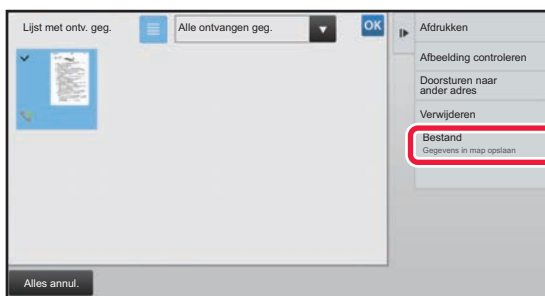 Lijst met ontv. geg.
Alle ontvangen geg.
OK
Afdrukken
Afbeelding controleren
Doorsturen naar
ander adres
Verwijderen
Bestand
Gegevens in map opslaan
Alles annul.